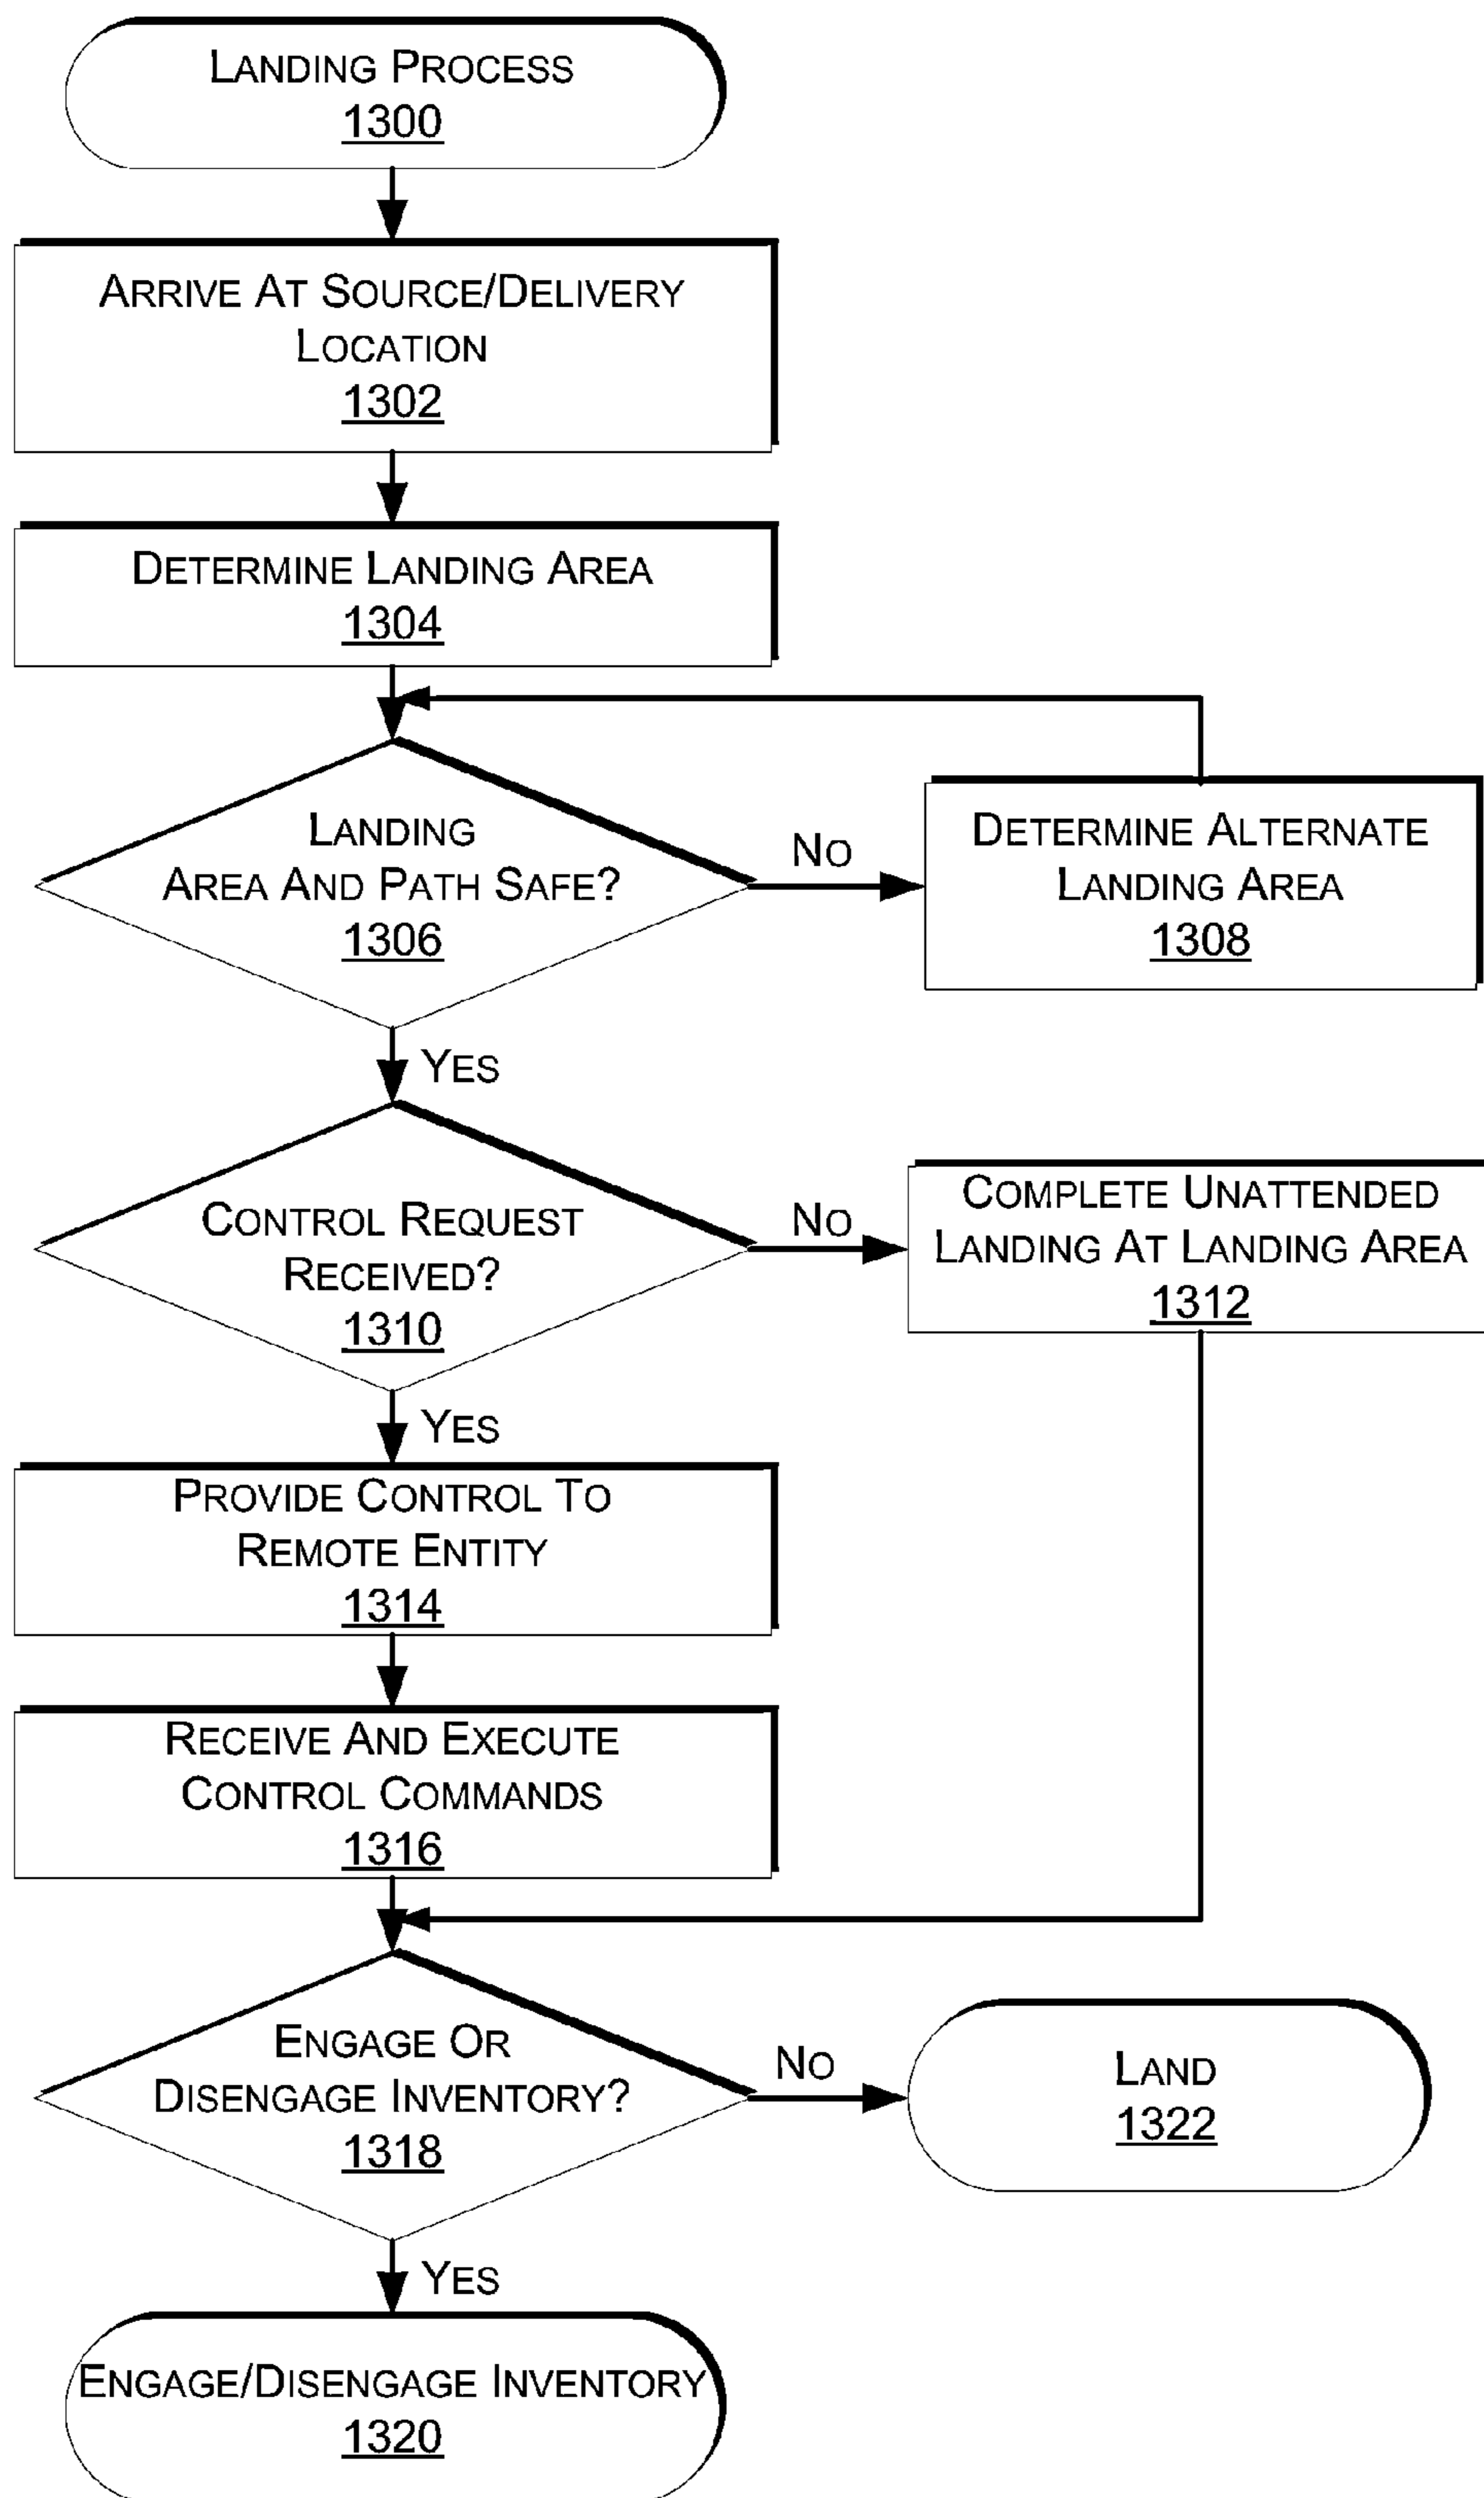 LANDING PROCESS
1300
ARRIVE AT SOURCE/DELIVERY
LOCATION
1302
DETERMINE LANDING AREA
1304
LANDING
AREA AND PATH SAFE?
1306
NO
DETERMINE ALTERNATE
LANDING AREA
1308
YES
CONTROL REQUEST
RECEIVED?
1310
NO
COMPLETE UNATTENDED
LANDING AT LANDING AREA
1312
YES
PROVIDE CONTROL TO
REMOTE ENTITY
1314
RECEIVE AND EXECUTE
CONTROL COMMANDS
1316
ENGAGE OR
DISENGAGE INVENTORY?
1318
NO
LAND
1322
YES
ENGAGE/DISENGAGE INVENTORY
1320